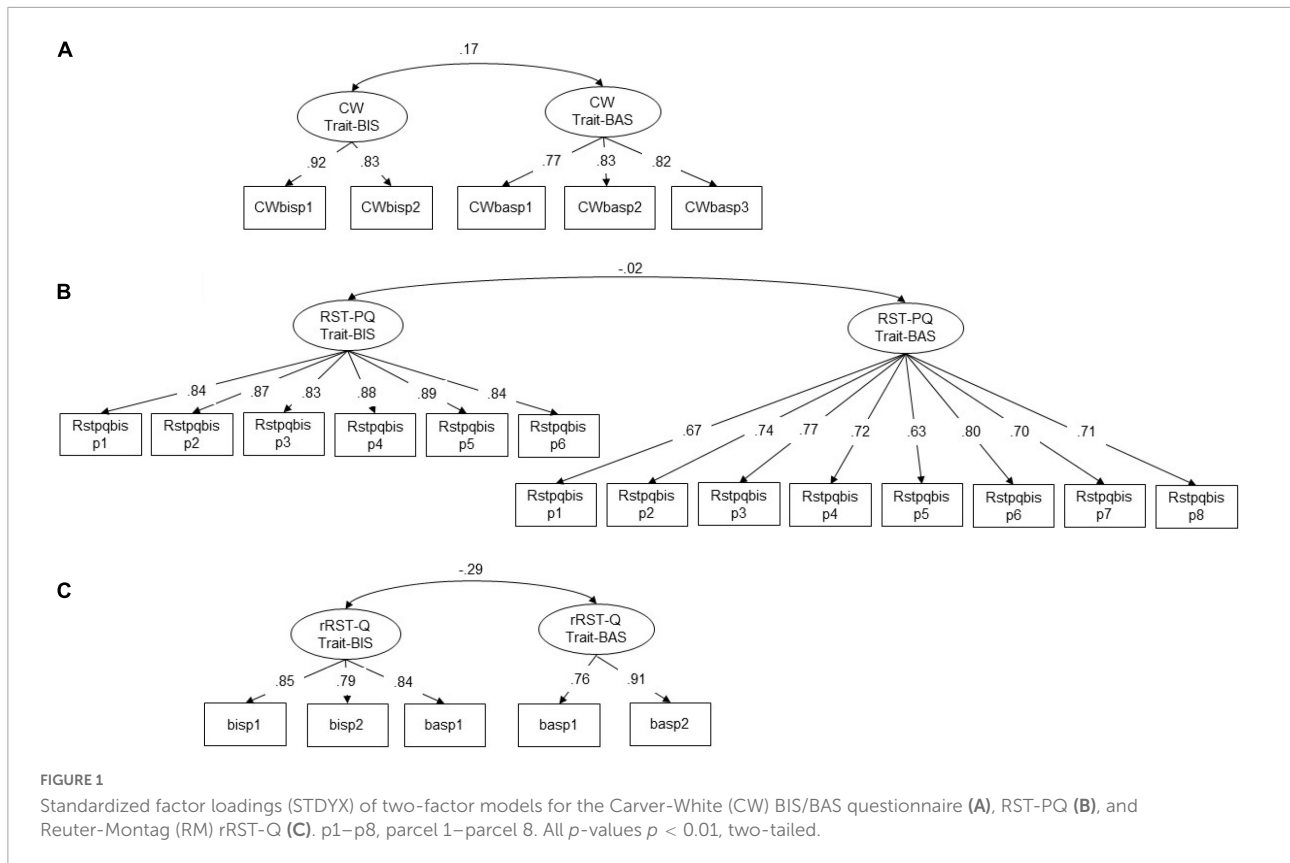 A
.17
CW
Trait-BIS
CW
Trait-BAS
.92
.83
.77
.83
.82
CWbisp1
CWbisp2
CWbasp1
CWbasp2
CWbasp3
B
-.02
RST-PQ
Trait-BIS
RST-PQ
Trait-BAS
.84
.87
.83
.88
.89
.84
Rstpqbis
p1
Rstpqbis
p2
Rstpqbis
p3
Rstpqbis
p4
Rstpqbis
p5
Rstpqbis
p6
.67
.74
.77
.72
.63
.80
.70
.71
Rstpqbis
p1
Rstpqbis
p2
Rstpqbis
p3
Rstpqbis
p4
Rstpqbis
p5
Rstpqbis
p6
Rstpqbis
p7
Rstpqbis
p8
C
-.29
rRST-Q
Trait-BIS
rRST-Q
Trait-BAS
.85
.79
.84
.76
.91
bisp1
bisp2
basp1
basp1
basp2
FIGURE 1
Standardized factor loadings (STDYX) of two-factor models for the Carver-White (CW) BIS/BAS questionnaire (A), RST-PQ (B), and
Reuter-Montag (RM) rRST-Q (C). p1–p8, parcel 1–parcel 8. All p-values p < 0.01, two-tailed.